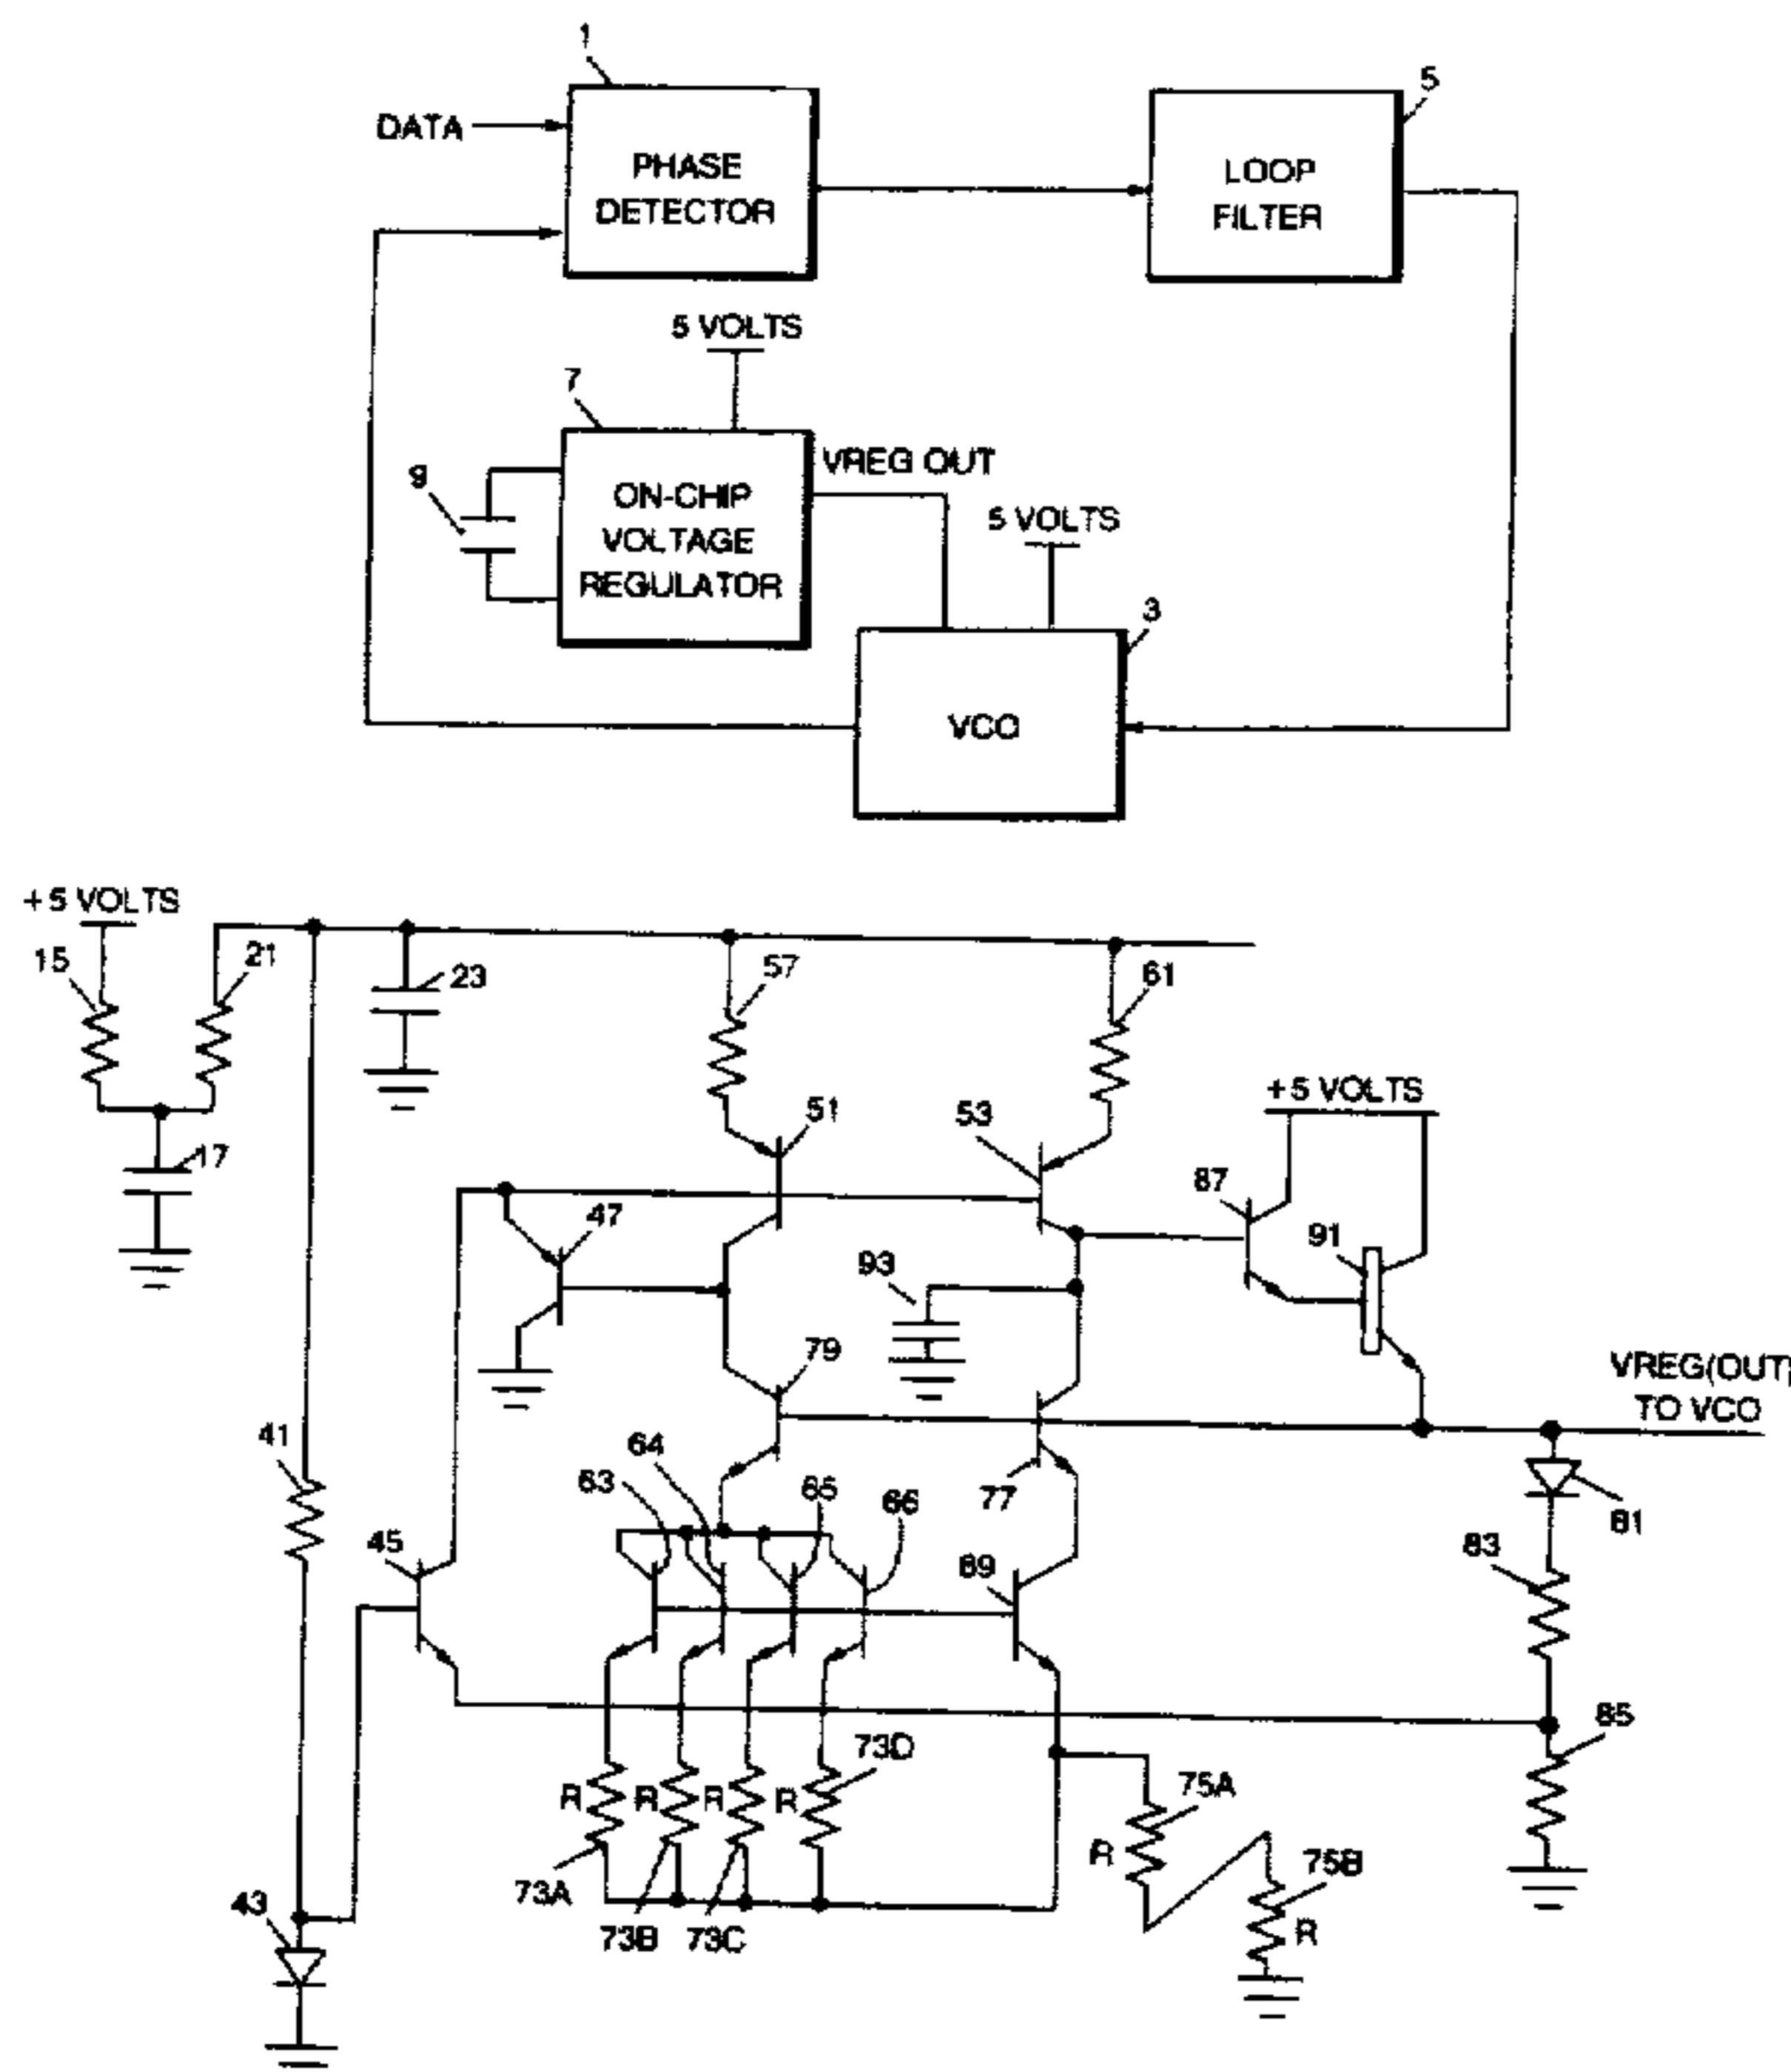 1
5
DATA
PHASE
DETECTOR
LOOP
FILTER
5 VOLTS
7
VREG OUT
9
ON-CHIP
VOLTAGE
REGULATOR
5 VOLTS
3
VCO
+5 VOLTS
15
21
23
57
61
+5 VOLTS
51
53
17
87
47
91
93
79
VREG(OUT)
TO VCO
41
64
63
65
66
77
81
45
89
83
85
73D
75A
R
R
R
R
R
75B
73A
R
43
73B
73C